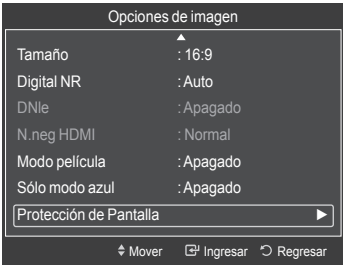 Opciones de imagen
Tamaño : 16:9
Digital NR : Auto
DNIe : Apagado
N.neg HDMI : Normal
Modo película : Apagado
Sólo modo azul : Apagado
Protección de Pantalla
Mover Ingresar Regresar